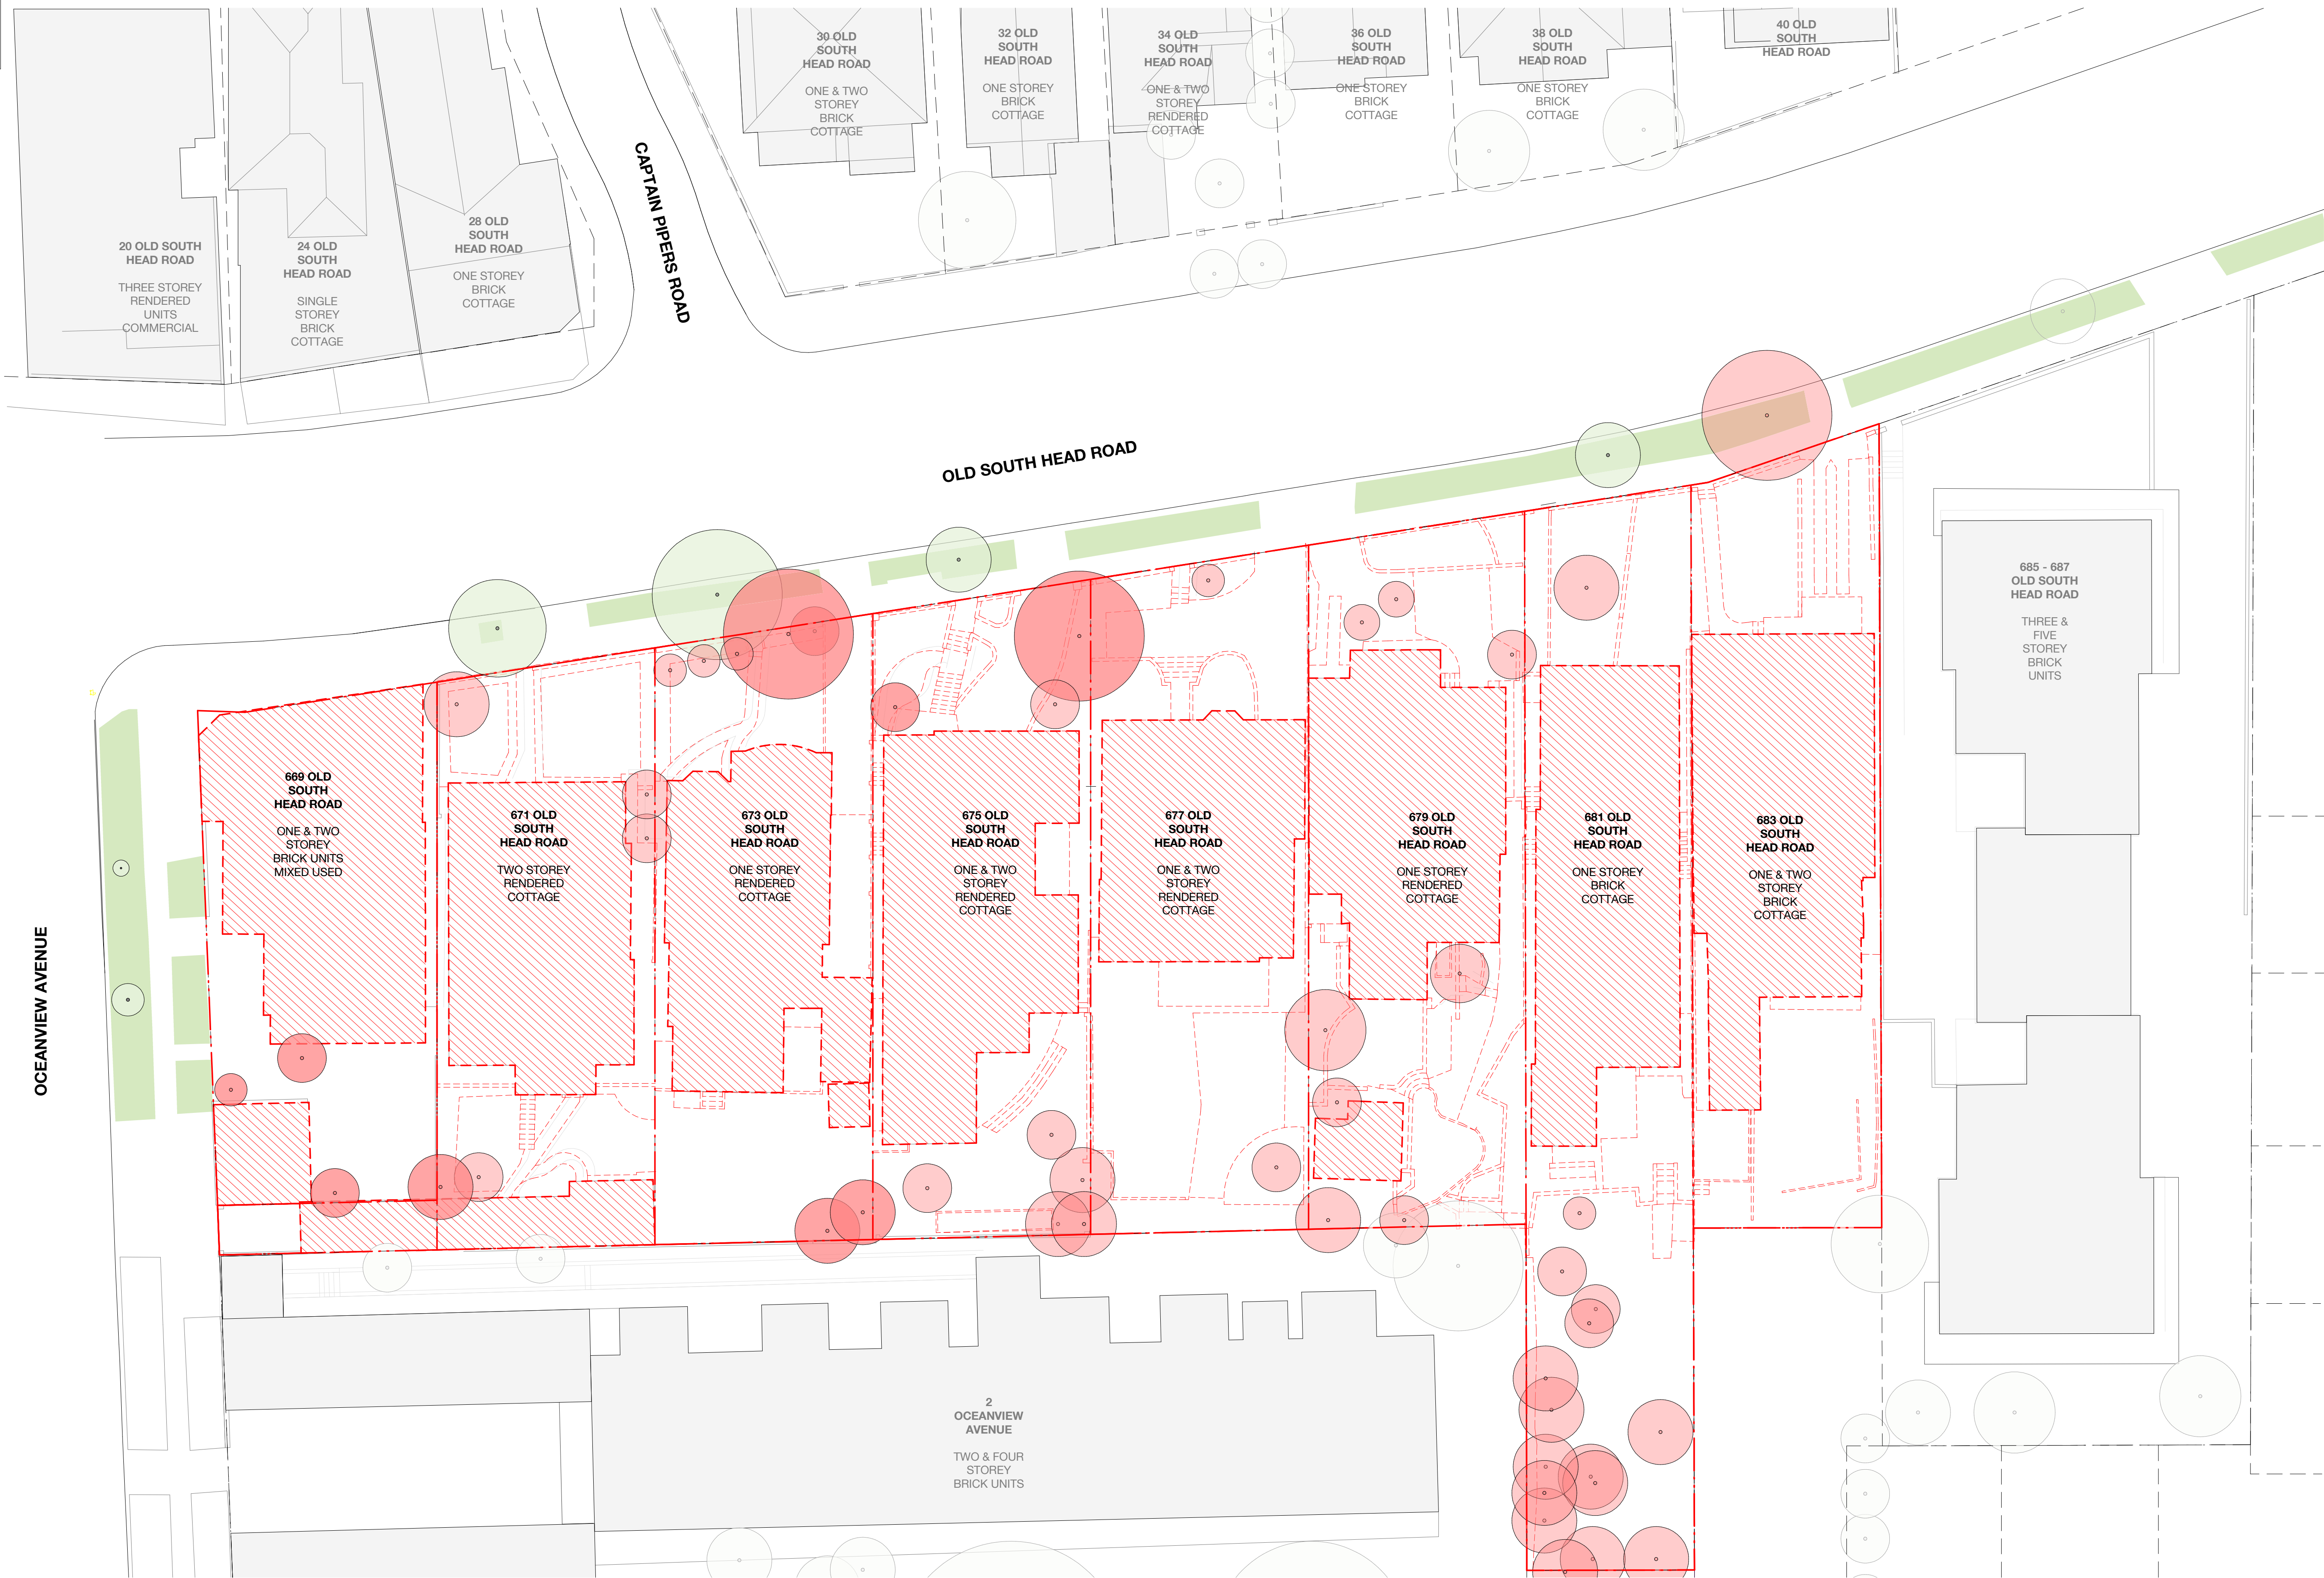 30 OLD
SOUTH
HEAD ROAD
ONE & TWO
STOREY
BRICK
COTTAGE
32 OLD
SOUTH
HEAD ROAD
ONE STOREY
BRICK
COTTAGE
34 OLD
SOUTH
HEAD ROAD
ONE & TWO
STOREY
RENDERED
COTTAGE
36 OLD
SOUTH
HEAD ROAD
ONE STOREY
BRICK
COTTAGE
38 OLD
SOUTH
HEAD ROAD
ONE STOREY
BRICK
COTTAGE
40 OLD
SOUTH
HEAD ROAD
20 OLD SOUTH
HEAD ROAD
THREE STOREY
RENDERED
UNITS
COMMERCIAL
24 OLD
SOUTH
HEAD ROAD
SINGLE
STOREY
BRICK
COTTAGE
28 OLD
SOUTH
HEAD ROAD
ONE STOREY
BRICK
COTTAGE
CAPTAIN PIPERS ROAD
OLD SOUTH HEAD ROAD
685 - 687
OLD SOUTH
HEAD ROAD
THREE &
FIVE
STOREY
BRICK
UNITS
669 OLD
SOUTH
HEAD ROAD
ONE & TWO
STOREY
BRICK UNITS
MIXED USED
671 OLD
SOUTH
HEAD ROAD
TWO STOREY
RENDERED
COTTAGE
673 OLD
SOUTH
HEAD ROAD
ONE STOREY
RENDERED
COTTAGE
675 OLD
SOUTH
HEAD ROAD
ONE & TWO
STOREY
RENDERED
COTTAGE
677 OLD
SOUTH
HEAD ROAD
ONE & TWO
STOREY
RENDERED
COTTAGE
679 OLD
SOUTH
HEAD ROAD
ONE STOREY
RENDERED
COTTAGE
681 OLD
SOUTH
HEAD ROAD
ONE STOREY
BRICK
COTTAGE
683 OLD
SOUTH
HEAD ROAD
ONE & TWO
STOREY
BRICK
COTTAGE
OCEANVIEW AVENUE
2
OCEANVIEW
AVENUE
TWO & FOUR
STOREY
BRICK UNITS